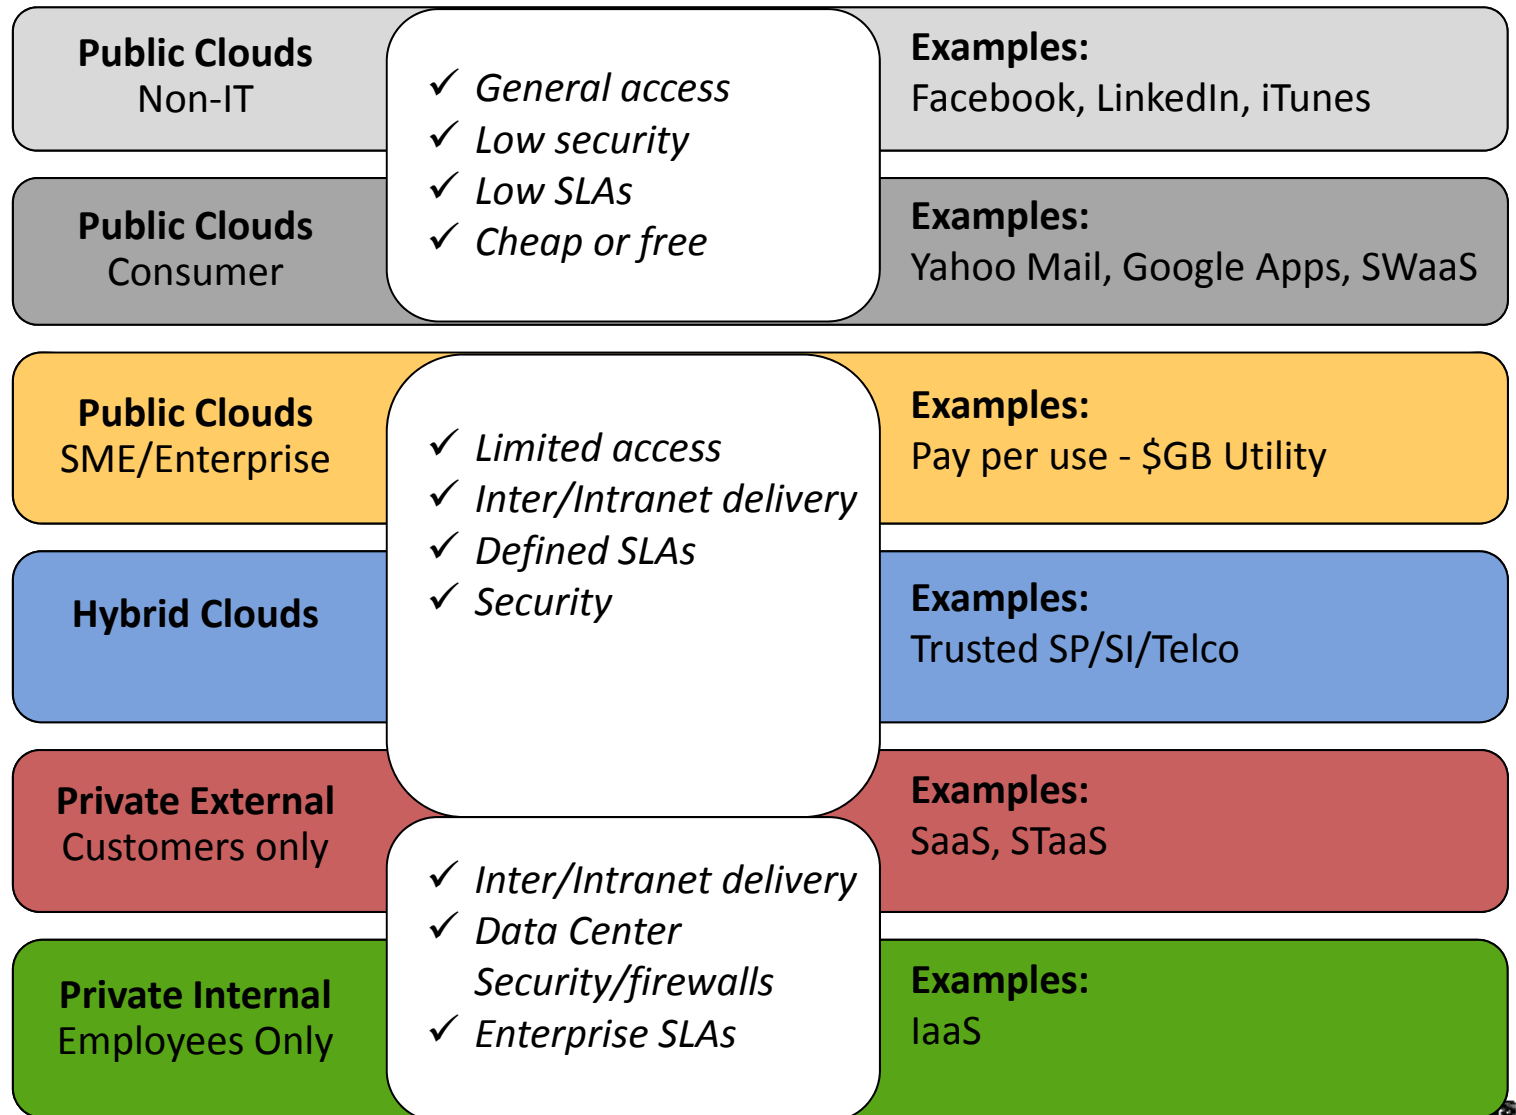 Public Clouds
Non-IT
✓ General access
✓ Low security
✓ Low SLAs
✓ Cheap or free
Examples:
Facebook, LinkedIn, iTunes
Public Clouds
Consumer
Examples:
Yahoo Mail, Google Apps, SWaaS
Public Clouds
SME/Enterprise
✓ Limited access
✓ Inter/Intranet delivery
✓ Defined SLAs
✓ Security
Examples:
Pay per use - $GB Utility
Hybrid Clouds
Examples:
Trusted SP/SI/Telco
Private External
Customers only
Examples:
SaaS, STaaS
✓ Inter/Intranet delivery
✓ Data Center
Security/firewalls
✓ Enterprise SLAs
Private Internal
Employees Only
Examples:
IaaS